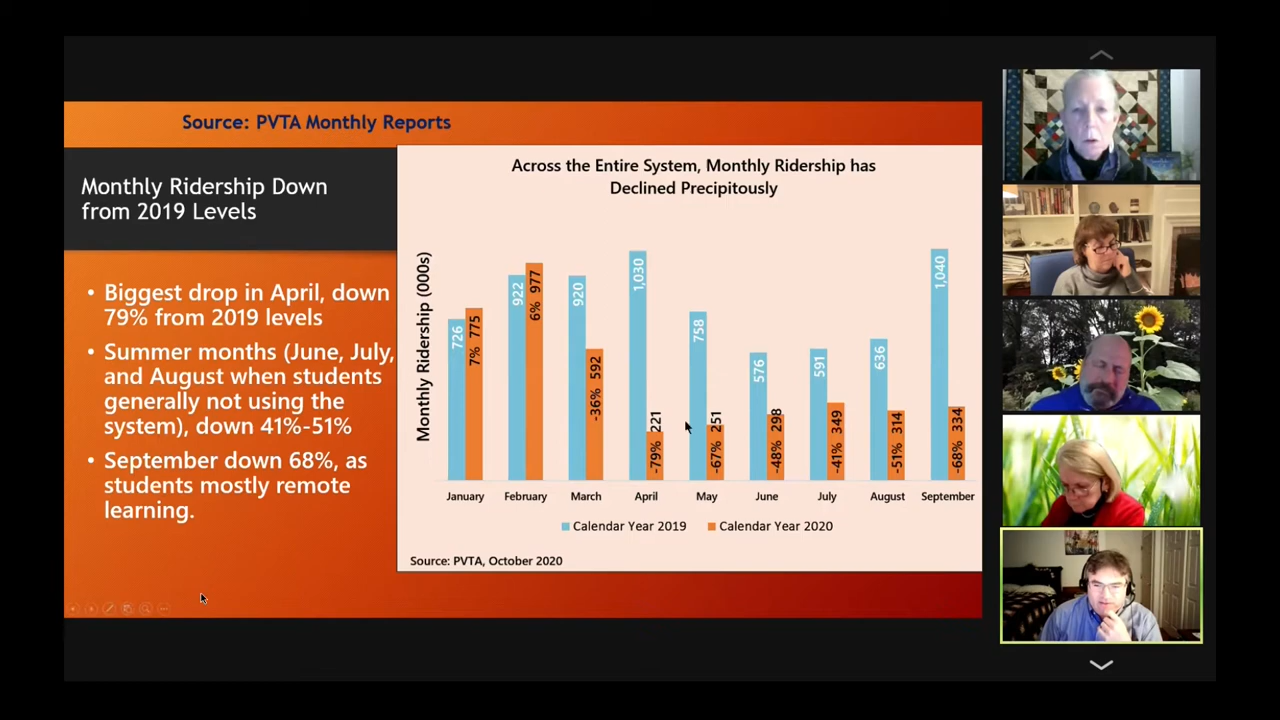 Source: PVTA Monthly Reports
Monthly Ridership Down
from 2019 Levels
• Biggest drop in April, down
79% from 2019 levels
• Summer months (June, July,
and August when students
generally not using the
system), down 41%-51%
• September down 68%, as
students mostly remote
learning.
Across the Entire System, Monthly Ridership has
Declined Precipitously
Monthly Ridership (000s)
726
7% 775
922
6% 977
920
-36% 592
1,030
-79% 221
758
-67% 251
576
-48% 298
591
-41% 349
636
-51% 314
1,040
-68% 334
January February March April May June July August September
Calendar Year 2019 Calendar Year 2020
Source: PVTA, October 2020